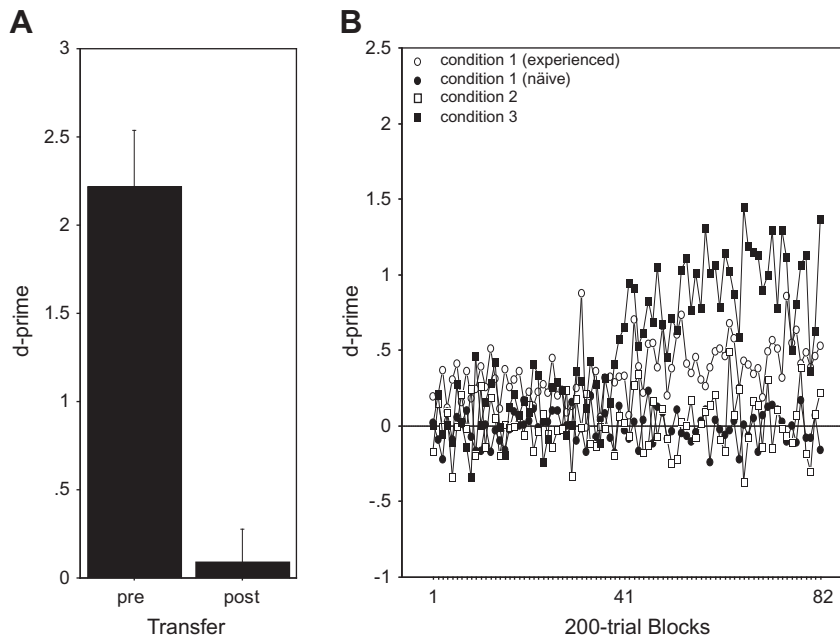 A
3
2.5
2
1.5
1
.5
0
d-prime
pre
post
Transfer
B
2.5
2
1.5
1
.5
0
-.5
-1
d-prime
condition 1 (experienced)
condition 1 (näive)
condition 2
condition 3
1
41
82
200-trial Blocks